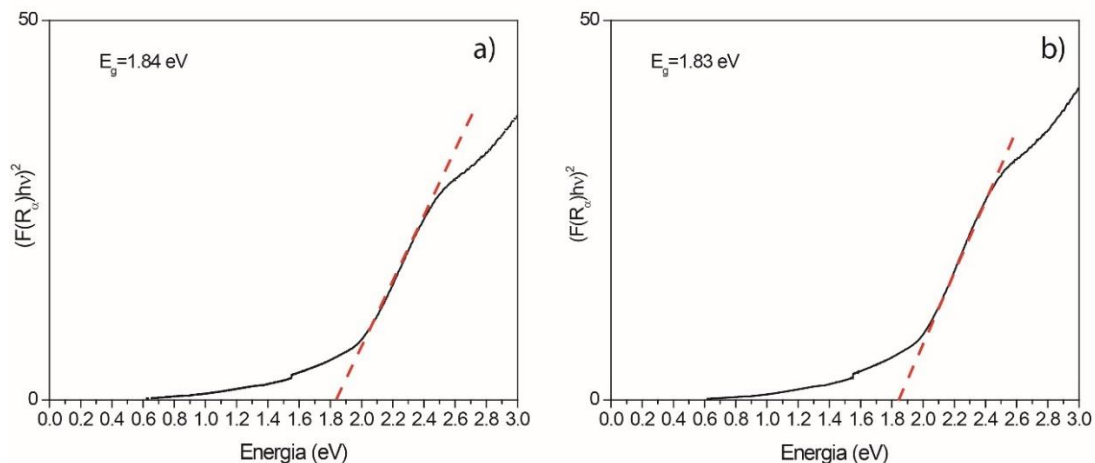 50
a)
E_g=1.84 eV
(F(R_α)hν)²
0
0.0 0.2 0.4 0.6 0.8 1.0 1.2 1.4 1.6 1.8 2.0 2.2 2.4 2.6 2.8 3.0
Energia (eV)
50
b)
E_g=1.83 eV
(F(R_α)hν)²
0
0.0 0.2 0.4 0.6 0.8 1.0 1.2 1.4 1.6 1.8 2.0 2.2 2.4 2.6 2.8 3.0
Energia (eV)